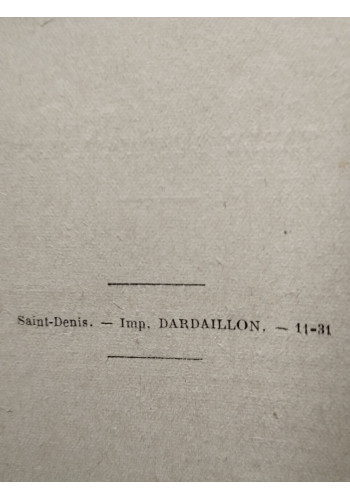 Saint-Denis. — Imp. DARDAILLON. — 11-31